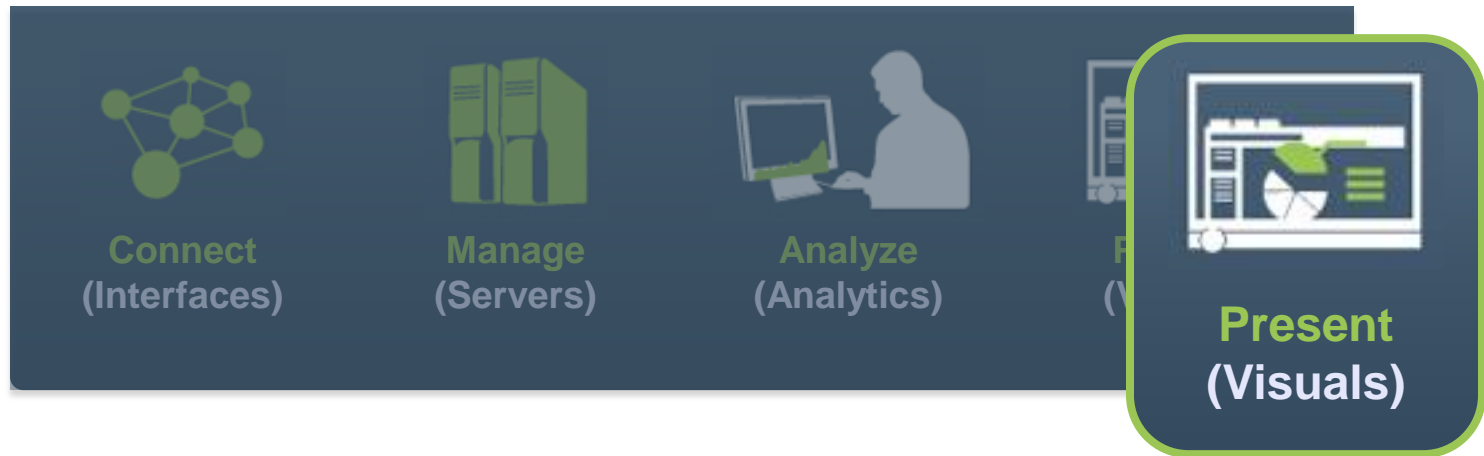 Connect
(Interfaces)
Manage
(Servers)
Analyze
(Analytics)
Present
(Visuals)